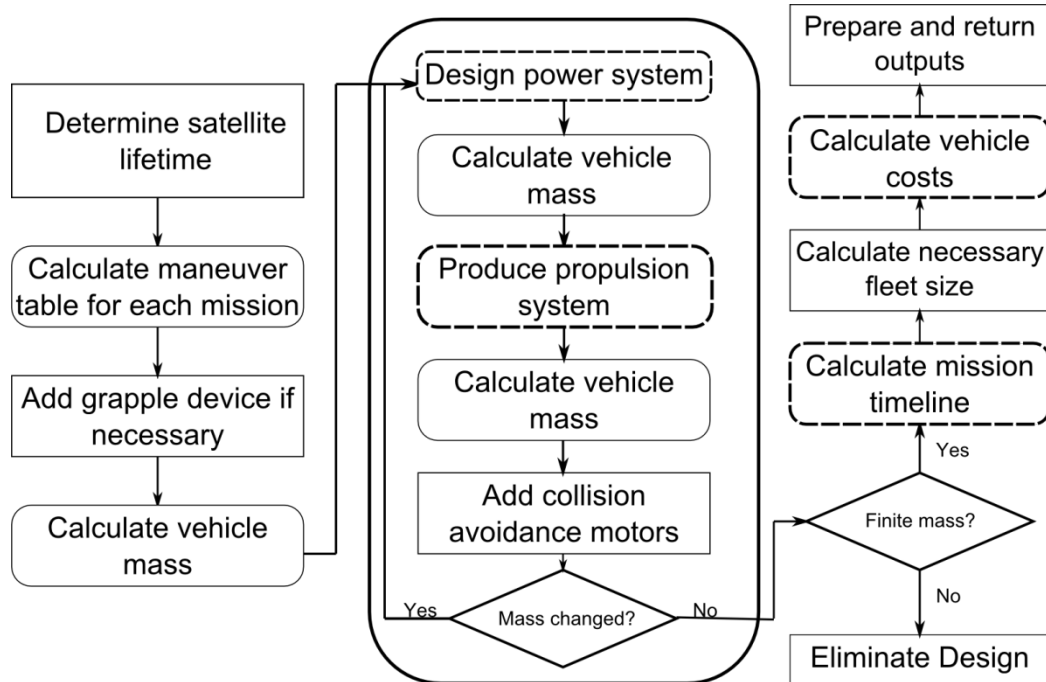 Determine satellite
lifetime
Calculate maneuver
table for each mission
Add grapple device if
necessary
Calculate vehicle
mass
Design power system
Calculate vehicle
mass
Produce propulsion
system
Calculate vehicle
mass
Add collision
avoidance motors
Mass changed?
Yes
No
Finite mass?
Yes
No
Eliminate Design
Calculate mission
timeline
Calculate necessary
fleet size
Calculate vehicle
costs
Prepare and return
outputs